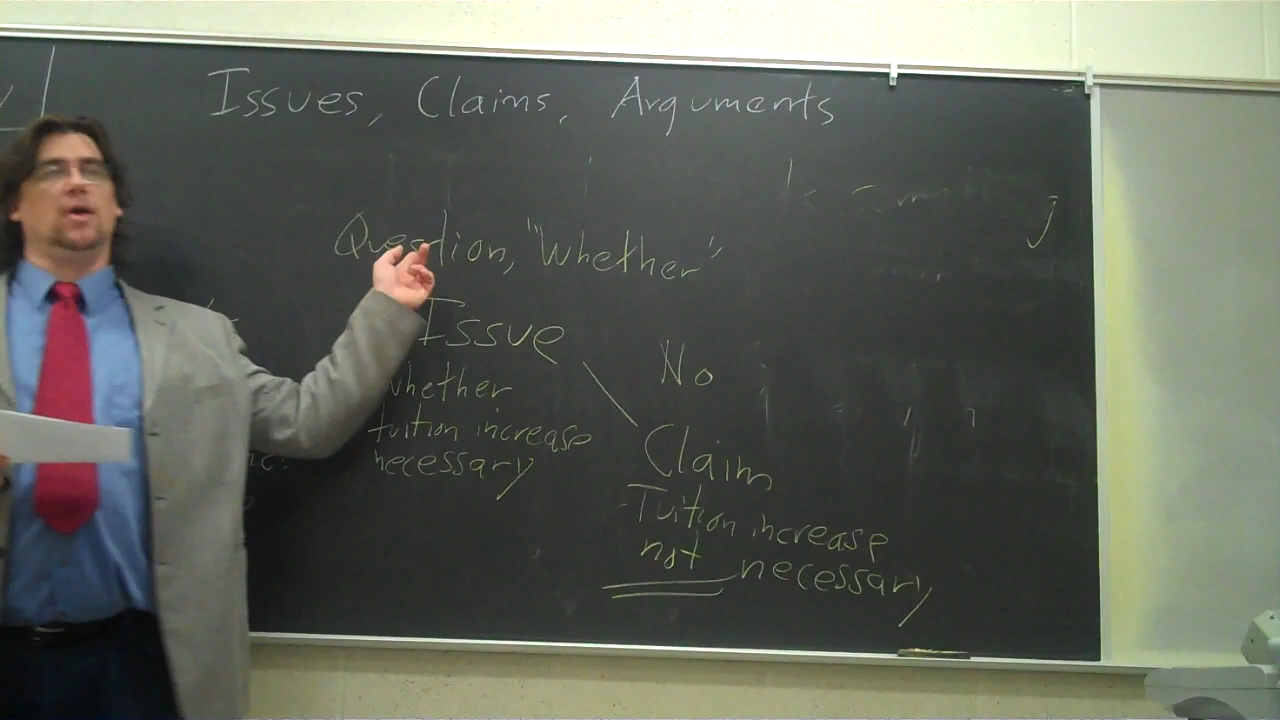 Issues, Claims, Arguments
Question, "Whether"
Issue
whether
tuition increase
necessary
No
Claim
Tuition increase
not necessary